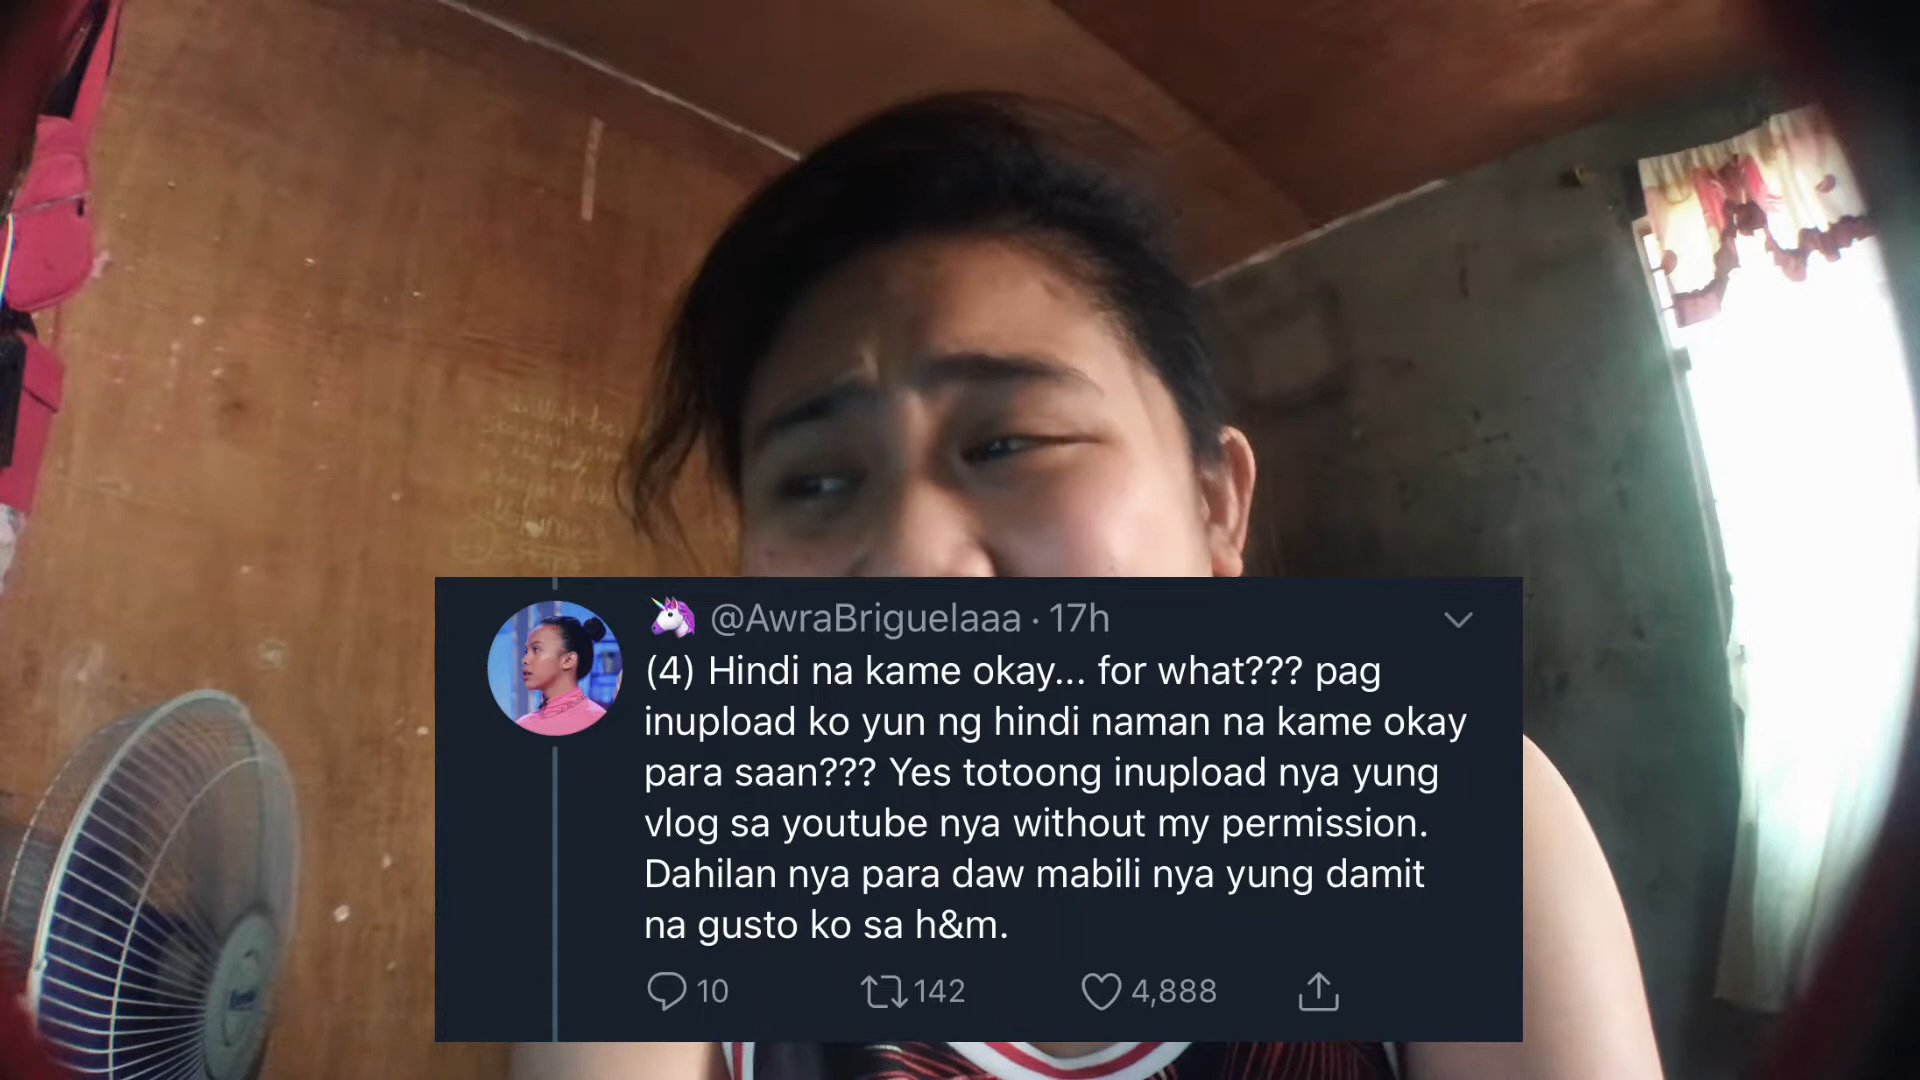 @AwraBriguelaaa · 17h
(4) Hindi na kame okay... for what??? pag
inupload ko yun ng hindi naman na kame okay
para saan??? Yes totoong inupload nya yung
vlog sa youtube nya without my permission.
Dahilan nya para daw mabili nya yung damit
na gusto ko sa h&m.
10 142 4,888